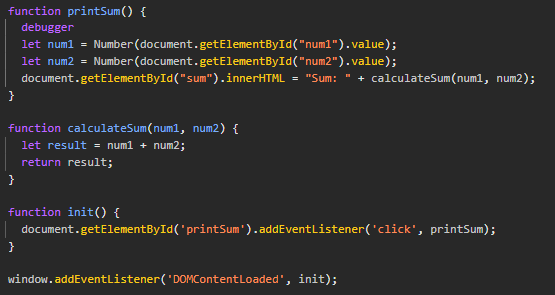 function printSum() {
  debugger
  let num1 = Number(document.getElementById("num1").value);
  let num2 = Number(document.getElementById("num2").value);
  document.getElementById("sum").innerHTML = "Sum: " + calculateSum(num1, num2);
}

function calculateSum(num1, num2) {
  let result = num1 + num2;
  return result;
}

function init() {
  document.getElementById('printSum').addEventListener('click', printSum);
}

window.addEventListener('DOMContentLoaded', init);